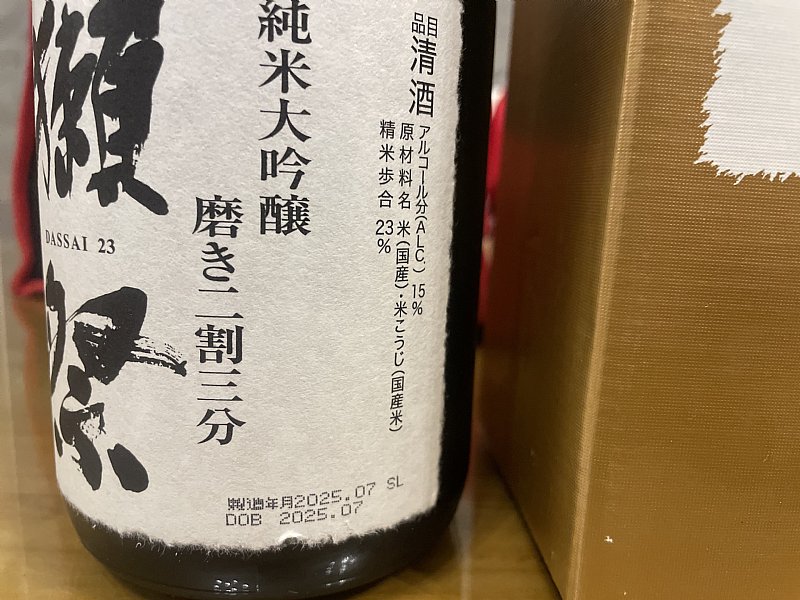 獺祭
DASSAI 23
純米大吟醸
磨き二割三分
品目
清酒
アルコール分(ALC.) 15%
原材料名 米(国産)・米こうじ(国産米)
精米歩合 23%
製造年月2025.07 SL
DOB 2025.07